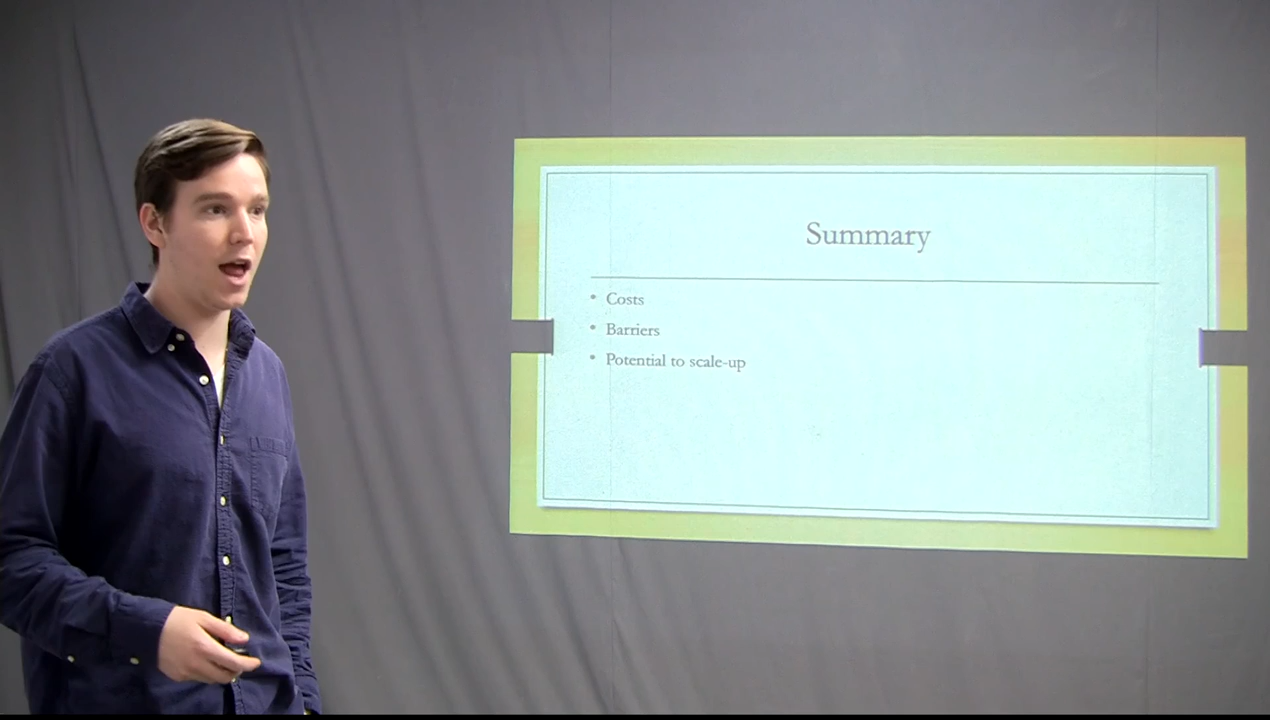 Summary
• Costs
• Barriers
• Potential to scale-up